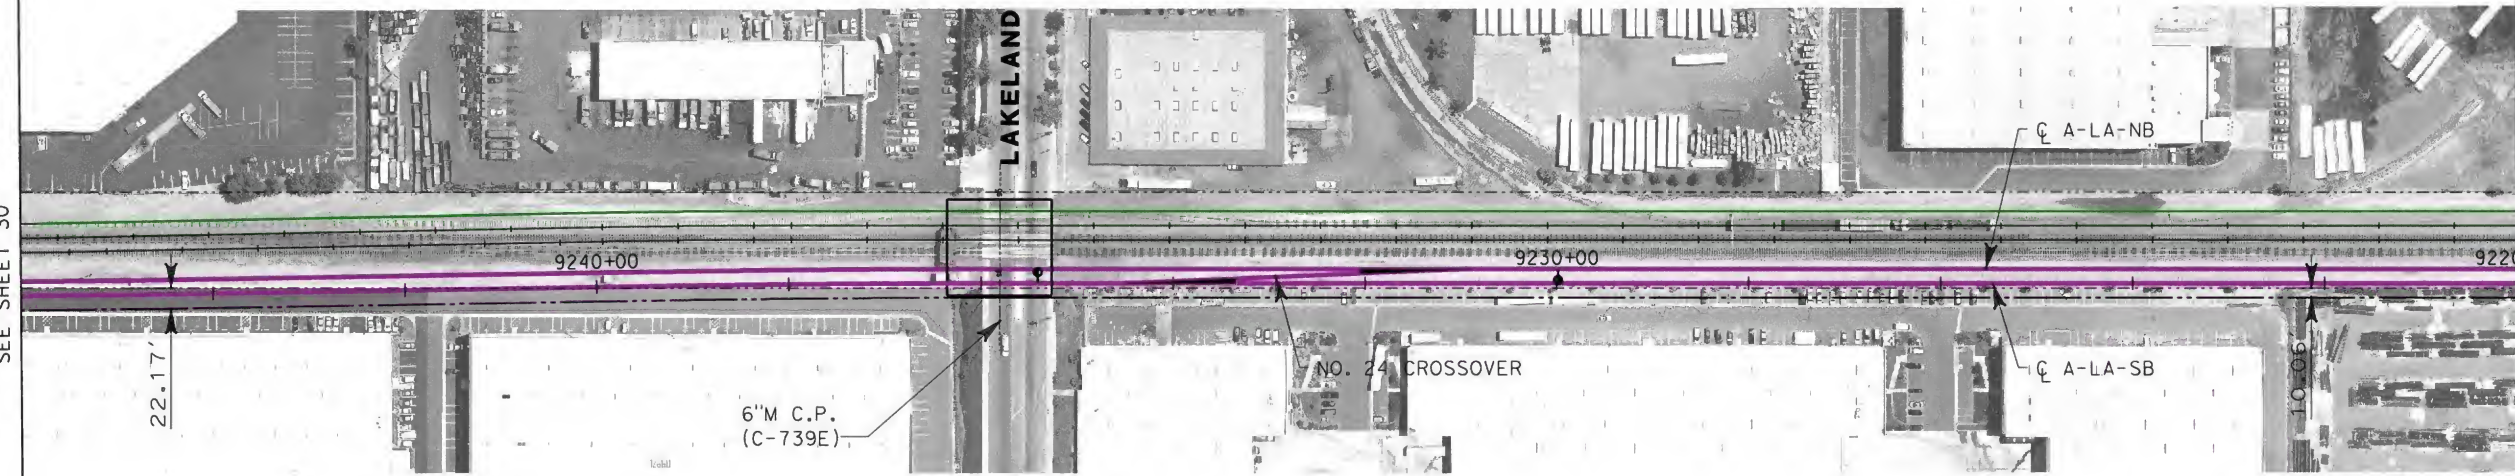 SEE SHEET 30
LAKELAND
℄ A-LA-NB
9240+00
9230+00
9220
22.17'
6"M C.P.
(C-739E)
NO. 24 CROSSOVER
℄ A-LA-SB
10.06'